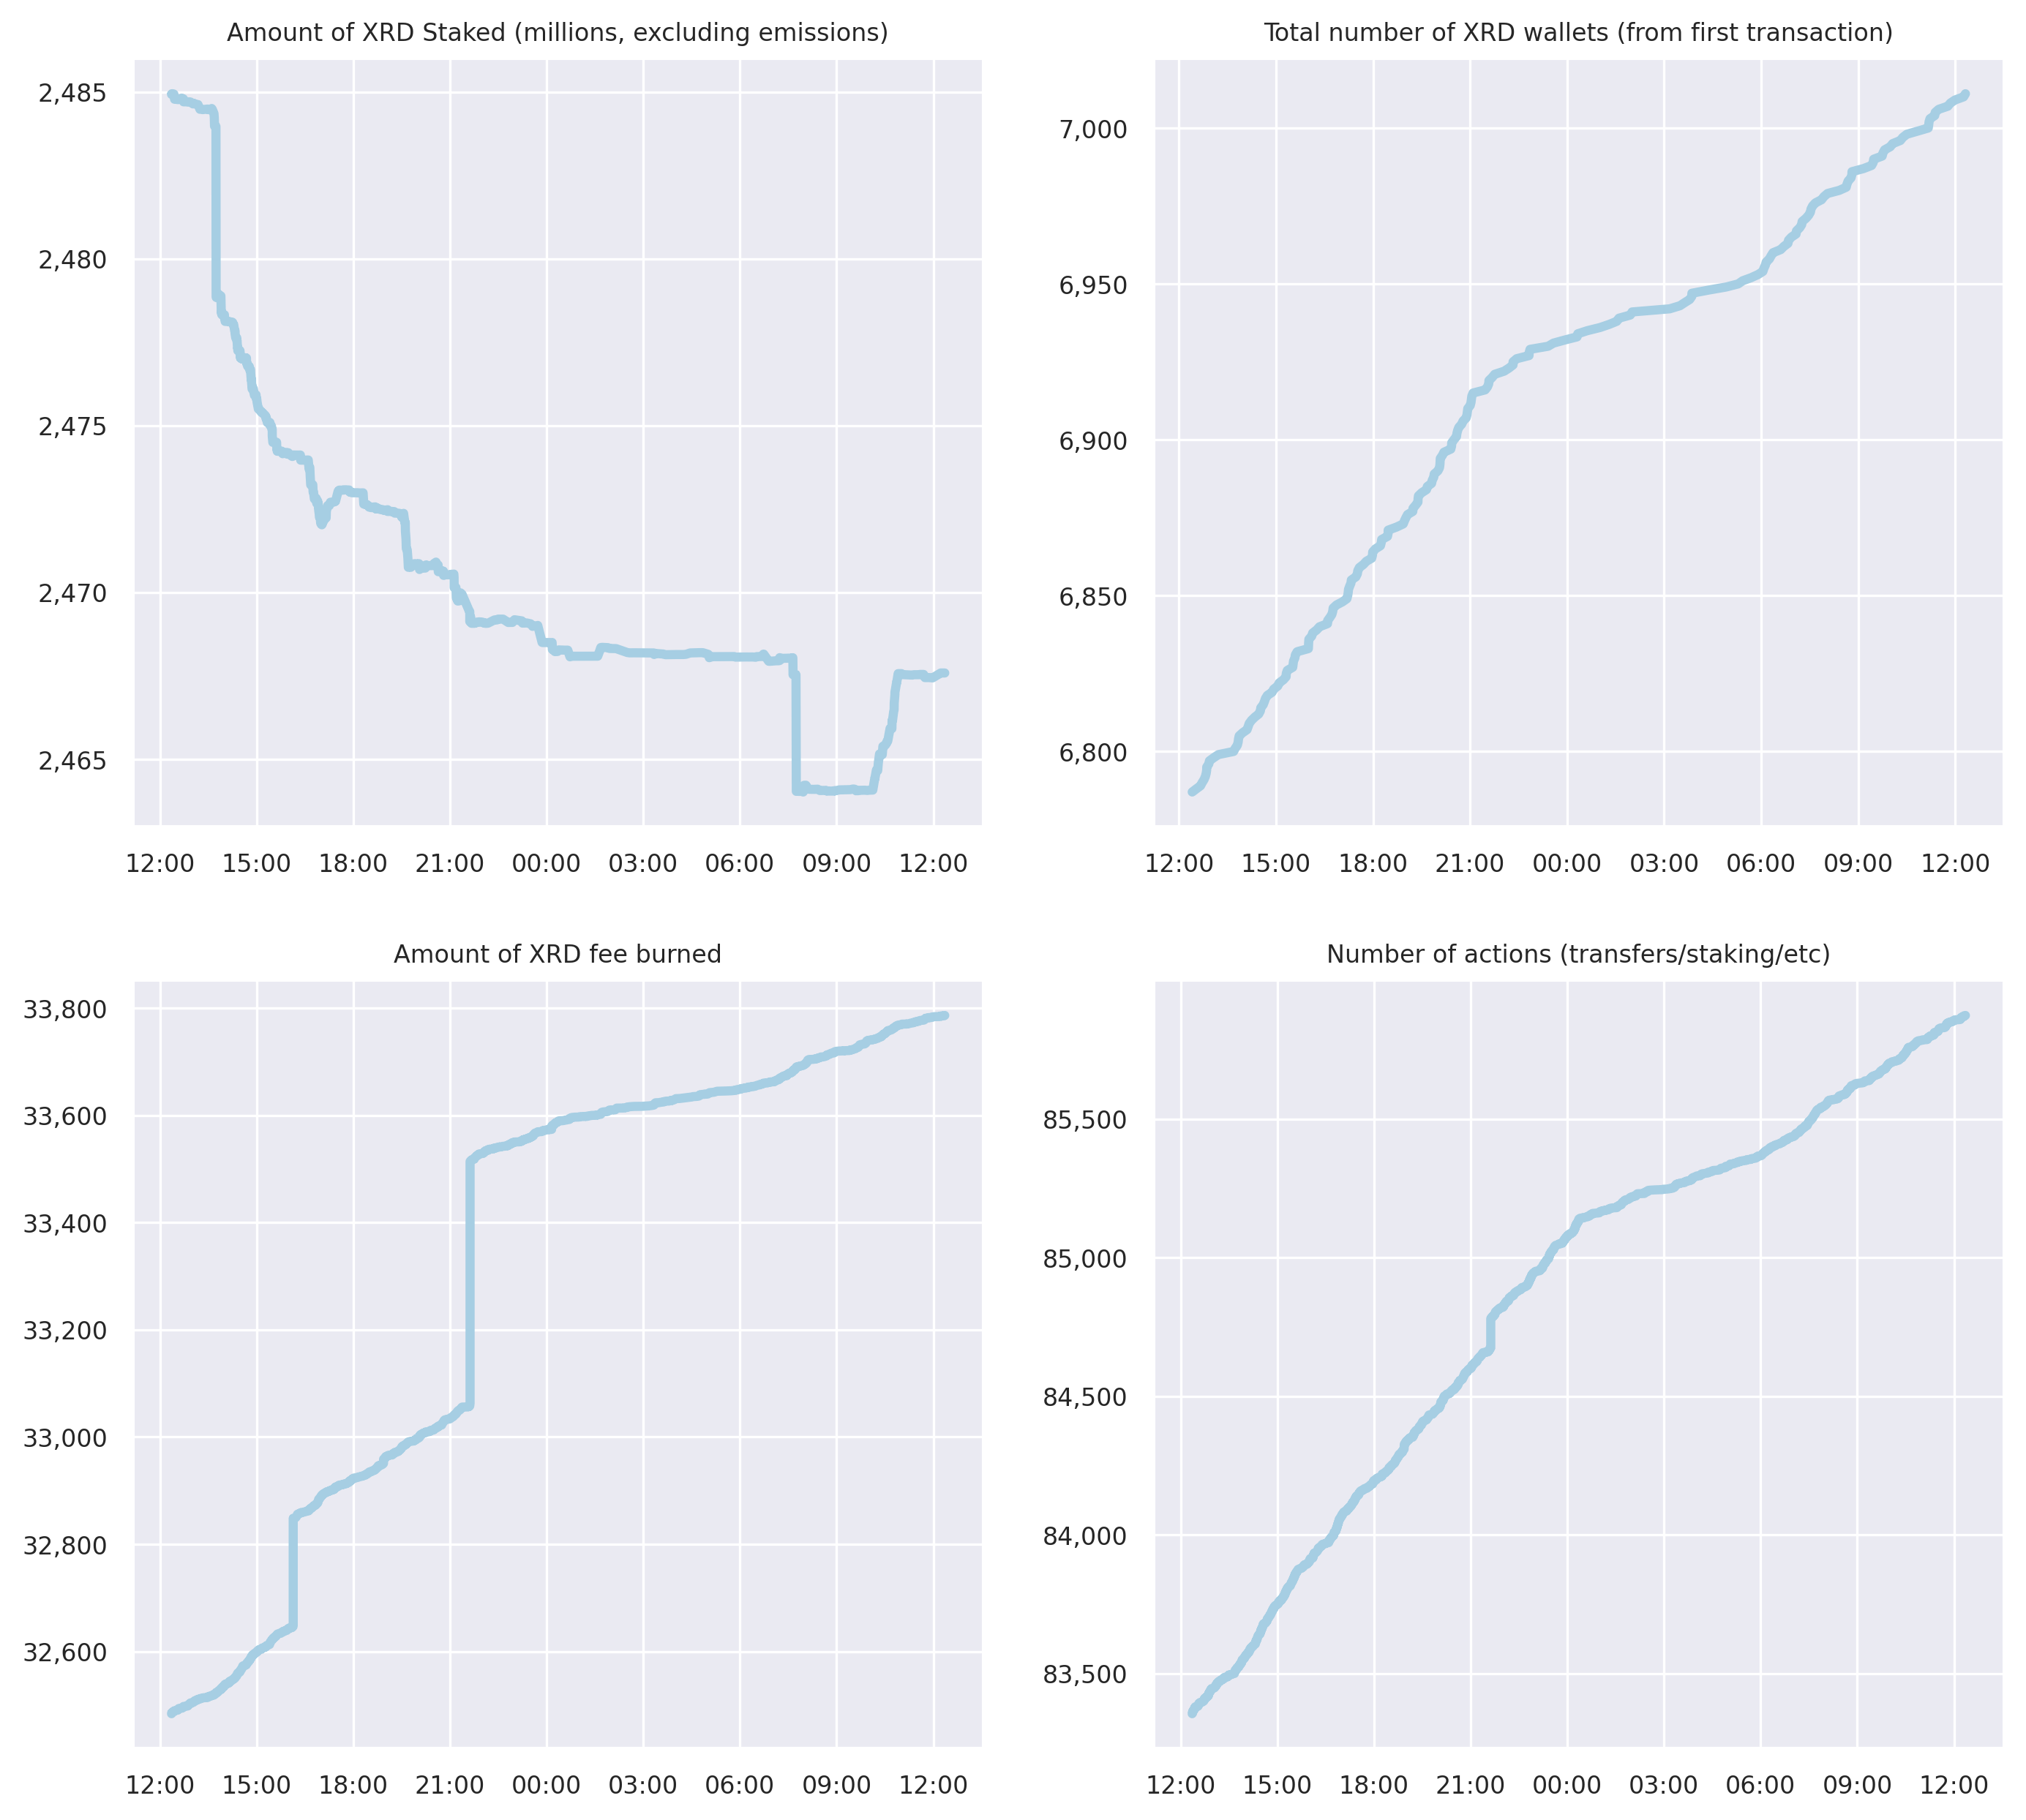 Amount of XRD Staked (millions, excluding emissions)
2,485
2,480
2,475
2,470
2,465
12:00 15:00 18:00 21:00 00:00 03:00 06:00 09:00 12:00
Total number of XRD wallets (from first transaction)
7,000
6,950
6,900
6,850
6,800
12:00 15:00 18:00 21:00 00:00 03:00 06:00 09:00 12:00
Amount of XRD fee burned
33,800
33,600
33,400
33,200
33,000
32,800
32,600
12:00 15:00 18:00 21:00 00:00 03:00 06:00 09:00 12:00
Number of actions (transfers/staking/etc)
85,500
85,000
84,500
84,000
83,500
12:00 15:00 18:00 21:00 00:00 03:00 06:00 09:00 12:00